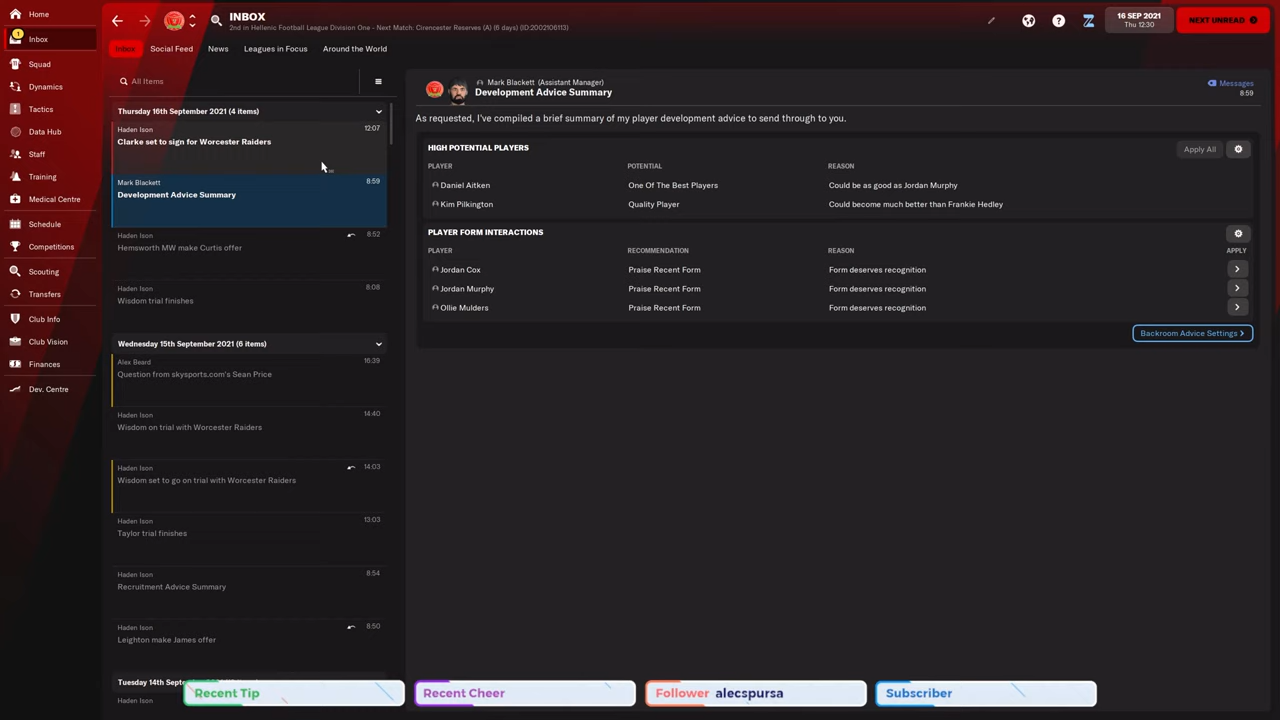 Home
Inbox
1
Squad
Dynamics
Tactics
Data Hub
Staff
Training
Medical Centre
Schedule
Competitions
Scouting
Transfers
Club Info
Club Vision
Finances
Dev. Centre
INBOX
2nd in Hellenic Football League Division One - Next Match: Cirencester Reserves (A) (6 days) (ID:2002106113)
16 SEP 2021
Thu 12:30
NEXT UNREAD
Inbox
Social Feed
News
Leagues in Focus
Around the World
All Items
Thursday 16th September 2021 (4 items)
Haden Ison
12:07
Clarke set to sign for Worcester Raiders
Mark Blackett
8:59
Development Advice Summary
Haden Ison
8:52
Hemsworth MW make Curtis offer
Haden Ison
8:08
Wisdom trial finishes
Wednesday 15th September 2021 (6 items)
Alex Beard
16:39
Question from skysports.com's Sean Price
Haden Ison
14:40
Wisdom on trial with Worcester Raiders
Haden Ison
14:03
Wisdom set to go on trial with Worcester Raiders
Haden Ison
13:03
Taylor trial finishes
Haden Ison
8:54
Recruitment Advice Summary
Haden Ison
8:50
Leighton make James offer
Tuesday 14th Sept
Haden Ison
Mark Blackett (Assistant Manager)
Development Advice Summary
Messages
8:59
As requested, I've compiled a brief summary of my player development advice to send through to you.
HIGH POTENTIAL PLAYERS
Apply All
PLAYER POTENTIAL REASON
Daniel Aitken One Of The Best Players Could be as good as Jordan Murphy
Kim Pilkington Quality Player Could become much better than Frankie Hedley
PLAYER FORM INTERACTIONS
PLAYER RECOMMENDATION REASON APPLY
Jordan Cox Praise Recent Form Form deserves recognition
Jordan Murphy Praise Recent Form Form deserves recognition
Ollie Mulders Praise Recent Form Form deserves recognition
Backroom Advice Settings
Recent Tip
Recent Cheer
Follower alecspursa
Subscriber